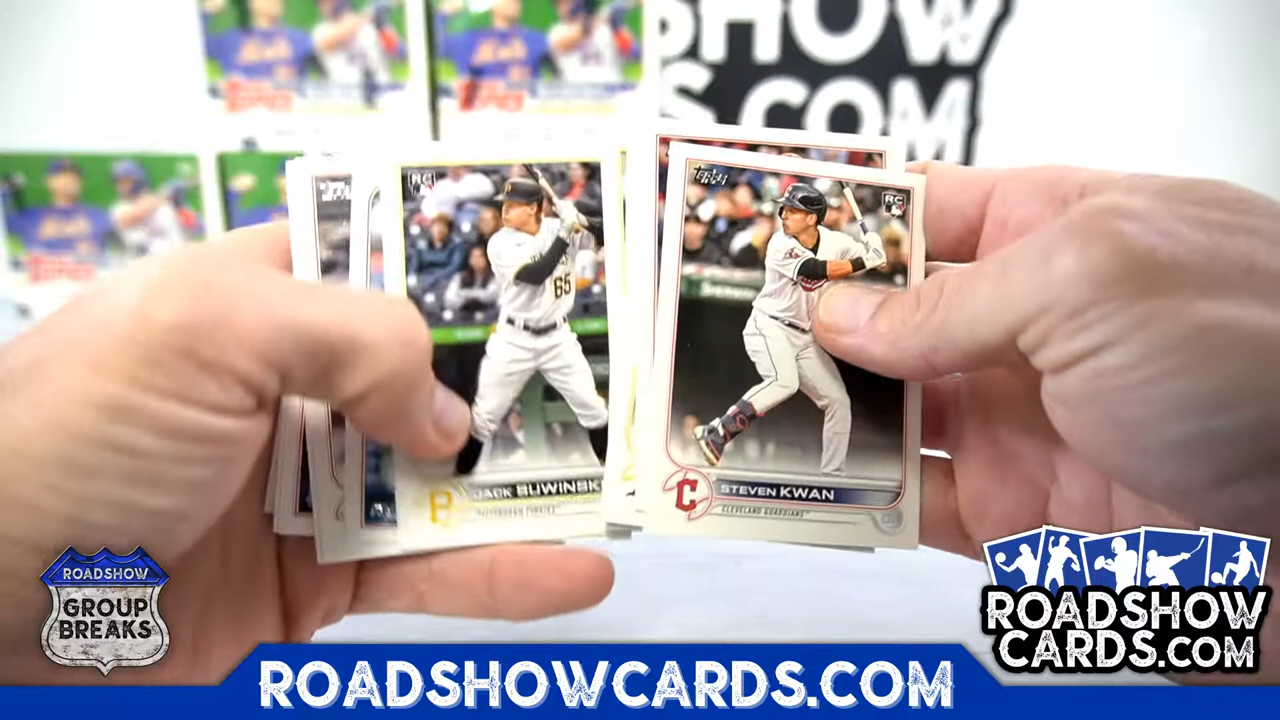 SHOW
S.COM
TOPPS
RC
RC
65
JACK SUWINSK
PITTSBURGH PIRATES
P
STEVEN KWAN
CLEVELAND GUARDIANS
C
ROADSHOW
GROUP
BREAKS
ROADSHOW
CARDS.COM
ROADSHOWCARDS.COM